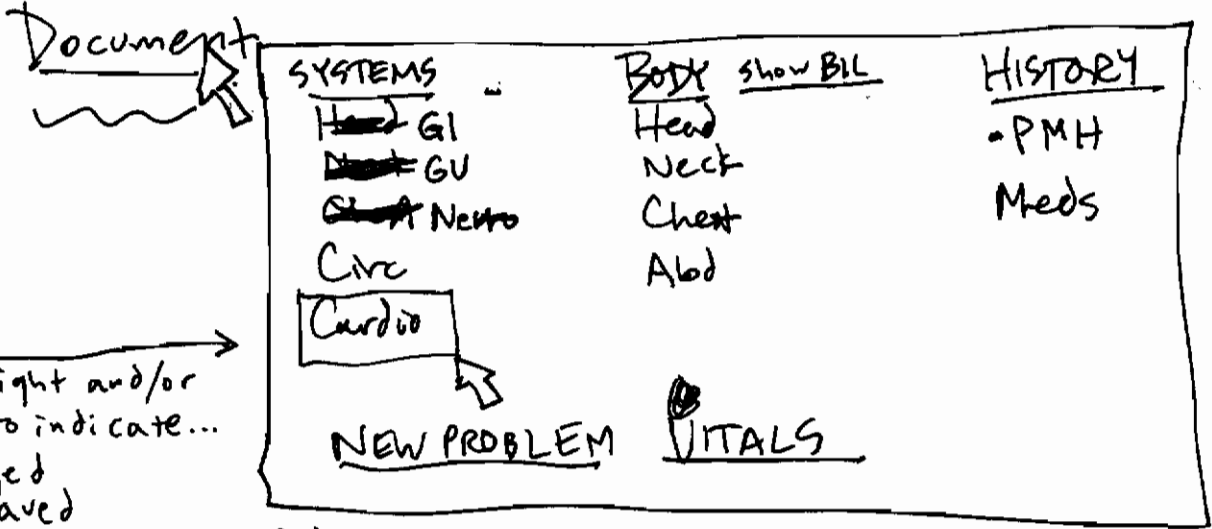 Document
SYSTEMS BODY show BIL HISTORY
GI Head PMH
GU Neck Meds
Neuro Chest
Circ Abd
Cardio
ight and/or
o indicate...
ed
aved
NEW PROBLEM VITALS